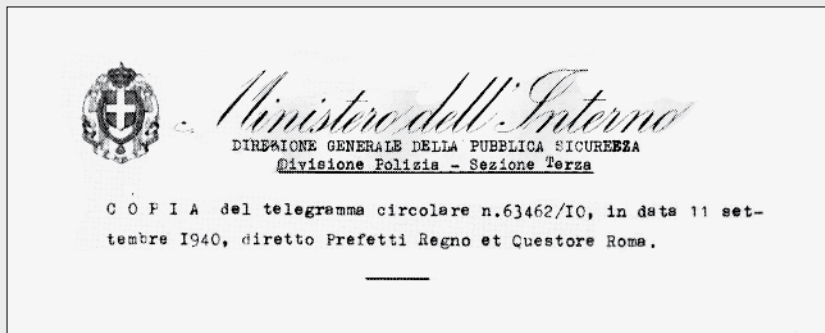 Ministero dell'Interno
DIREZIONE GENERALE DELLA PUBBLICA SICUREZZA
Divisione Polizia - Sezione Terza
C O P I A del telegramma circolare n.63462/IO, in data 11 set-
tembre I940, diretto Prefetti Regno et Questore Roma.